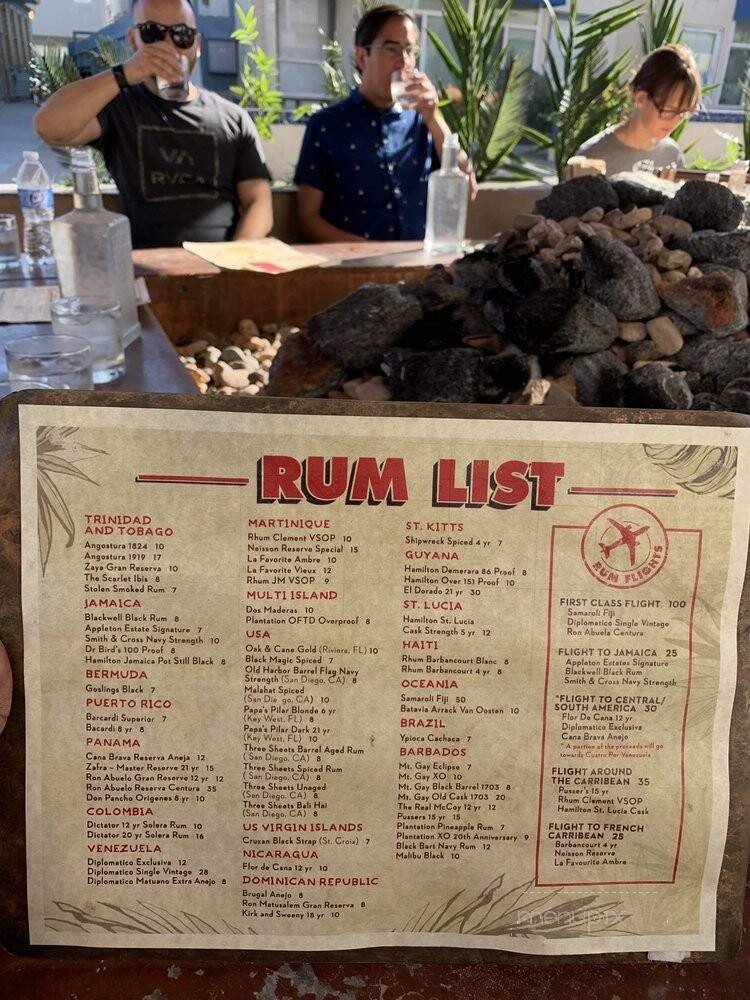 VA
RVCA
RUM LIST
TRINIDAD
AND TOBAGO
Angostura 1824 10
Angostura 1919 17
Zaya Gran Reserva 10
The Scarlet Ibis 8
Stolen Smoked Rum 7
JAMAICA
Blackwell Black Rum 8
Appleton Estate Signature 7
Smith & Cross Navy Strength 10
Dr Bird's 100 Proof 8
Hamilton Jamaica Pot Still Black 8
BERMUDA
Goslings Black 7
PUERTO RICO
Barcardi Superior 7
Bacardi 8 yr 8
PANAMA
Cana Brava Reserva Aneja 12
Zafra - Master Reserve 21 yr 15
Ron Abuelo Gran Reserve 12 yr 12
Ron Abuelo Reserva Centura 35
Don Pancho Origenes 8 yr 10
COLOMBIA
Dictator 12 yr Solera Rum 10
Dictator 20 yr Solera Rum 16
VENEZUELA
Diplomatico Exclusiva 12
Diplomatico Single Vintage 28
Diplomatico Matuano Extra Anejo 8
MARTINIQUE
Rhum Clement VSOP 10
Neisson Reserve Special 15
La Favorite Ambre 10
La Favorite Vieux 12
Rhum JM VSOP 9
MULTI ISLAND
Dos Maderas 10
Plantation OFTD Overproof 8
USA
Oak & Cane Gold (Riviera, FL) 10
Black Magic Spiced 7
Old Harbor Barrel Flag Navy
Strength (San Diego, CA) 8
Malahat Spiced
(San Diego, CA) 10
Papa's Pilar Blonde 6 yr
(Key West, FL) 8
Papa's Pilar Dark 21 yr
(Key West, FL) 10
Three Sheets Barrel Aged Rum
(San Diego, CA) 8
Three Sheets Spiced Rum
(San Diego, CA) 8
Three Sheets Unaged
(San Diego, CA) 8
Three Sheets Bali Hai
(San Diego, CA) 8
US VIRGIN ISLANDS
Cruzan Black Strap (St. Croix) 7
NICARAGUA
Flor de Cana 12 yr 10
DOMINICAN REPUBLIC
Brugal Anejo 8
Ron Matusalem Gran Reserva 8
Kirk and Sweeny 18 yr 10
ST. KITTS
Shipwreck Spiced 4 yr 7
GUYANA
Hamilton Demerara 86 Proof 8
Hamilton Over 151 Proof 10
El Dorado 21 yr 30
ST. LUCIA
Hamilton St. Lucia
Cask Strength 5 yr 12
HAITI
Rhum Barbancourt Blanc 8
Rhum Barbancourt 4 yr 8
OCEANIA
Samaroli Fiji 50
Batavia Arrack Van Oosten 10
BRAZIL
Ypioca Cachaca 7
BARBADOS
Mt. Gay Eclipse 7
Mt. Gay XO 10
Mt. Gay Black Barrel 1703 8
Mt. Gay Old Cask 1703 20
The Real McCoy 12 yr 12
Pussers 15 yr 15
Plantation Pineapple Rum 7
Plantation XO 20th Anniversary 9
Black Bart Navy Rum 12
Malibu Black 10
RUM FLIGHTS
FIRST CLASS FLIGHT 100
Samaroli Fiji
Diplomatico Single Vintage
Ron Abuela Centura
FLIGHT TO JAMAICA 25
Appleton Estates Signature
Blackwell Black Rum
Smith & Cross Navy Strength
*FLIGHT TO CENTRAL/
SOUTH AMERICA 30
Flor De Cana 12 yr
Diplomatico Exclusiva
Cana Brava Anejo
* A portion of the proceeds will go
towards Cuatro Por Venezuela
FLIGHT AROUND
THE CARIBBEAN 35
Pusser's 15 yr
Rhum Clement VSOP
Hamilton St. Lucia Cask
FLIGHT TO FRENCH
CARRIBEAN 25
Barbancourt 4 yr
Neisson Reserve
La Favourite Ambre
menupix